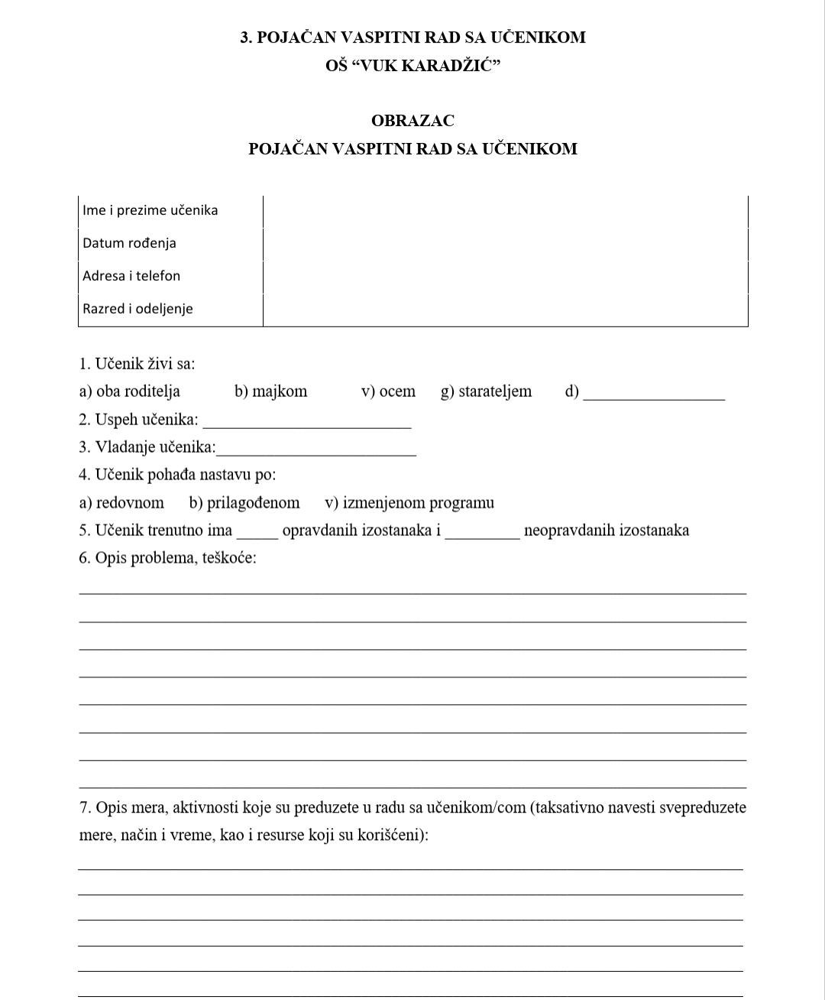 3. POJAČAN VASPITNI RAD SA UČENIKOM
OŠ “VUK KARADŽIĆ”
OBRAZAC
POJAČAN VASPITNI RAD SA UČENIKOM
Ime i prezime učenika
Datum rođenja
Adresa i telefon
Razred i odeljenje
1. Učenik živi sa:
a) oba roditelja b) majkom v) ocem g) starateljem d) _________________
2. Uspeh učenika: _________________________
3. Vladanje učenika:________________________
4. Učenik pohađa nastavu po:
a) redovnom b) prilagođenom v) izmenjenom programu
5. Učenik trenutno ima _____ opravdanih izostanaka i _________ neopravdanih izostanaka
6. Opis problema, teškoće:
7. Opis mera, aktivnosti koje su preduzete u radu sa učenikom/com (taksativno navesti svepreduzete
mere, način i vreme, kao i resurse koji su korišćeni):